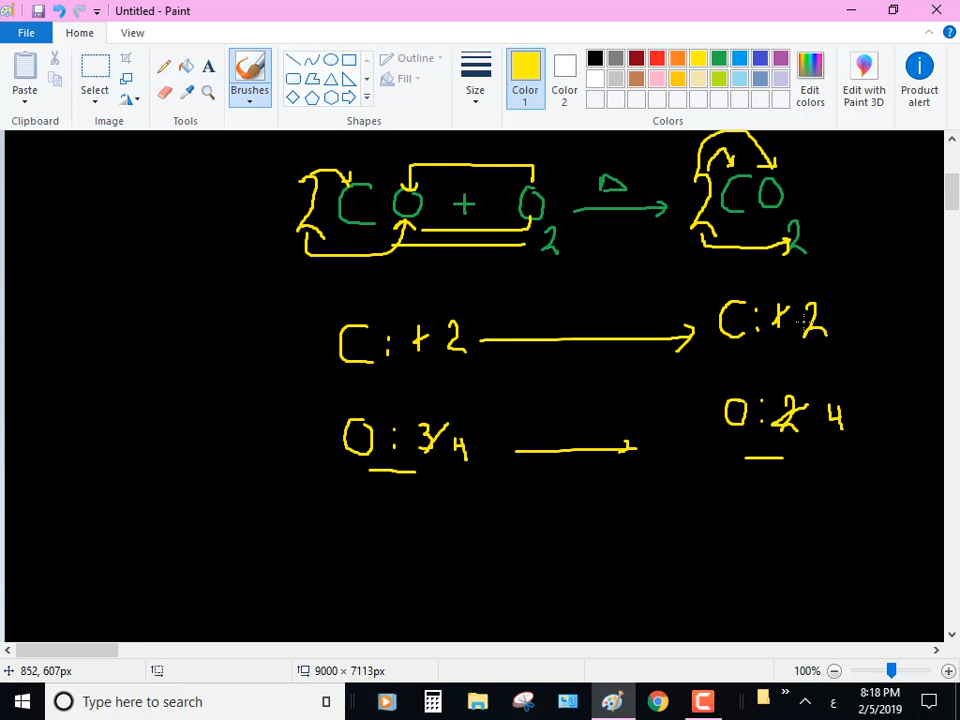 Untitled - Paint
File Home View
Paste Select Brushes Outline Fill Size Color 1 Color 2 Edit colors Edit with Paint 3D Product alert
Clipboard Image Tools Shapes Colors
2CO + O2 Δ → 2CO2
C: + 2 → C: + 2
O: 3 4 → O: 2 4
852, 607px 9000 × 7113px 100%
Type here to search ع 8:18 PM
2/5/2019